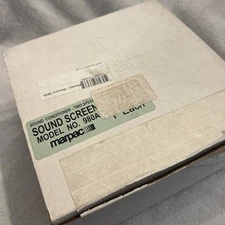 SOUND CONDITIONER - TWO SPEED
SOUND SCREEN
MODEL NO. 980A
marpac
1 Each